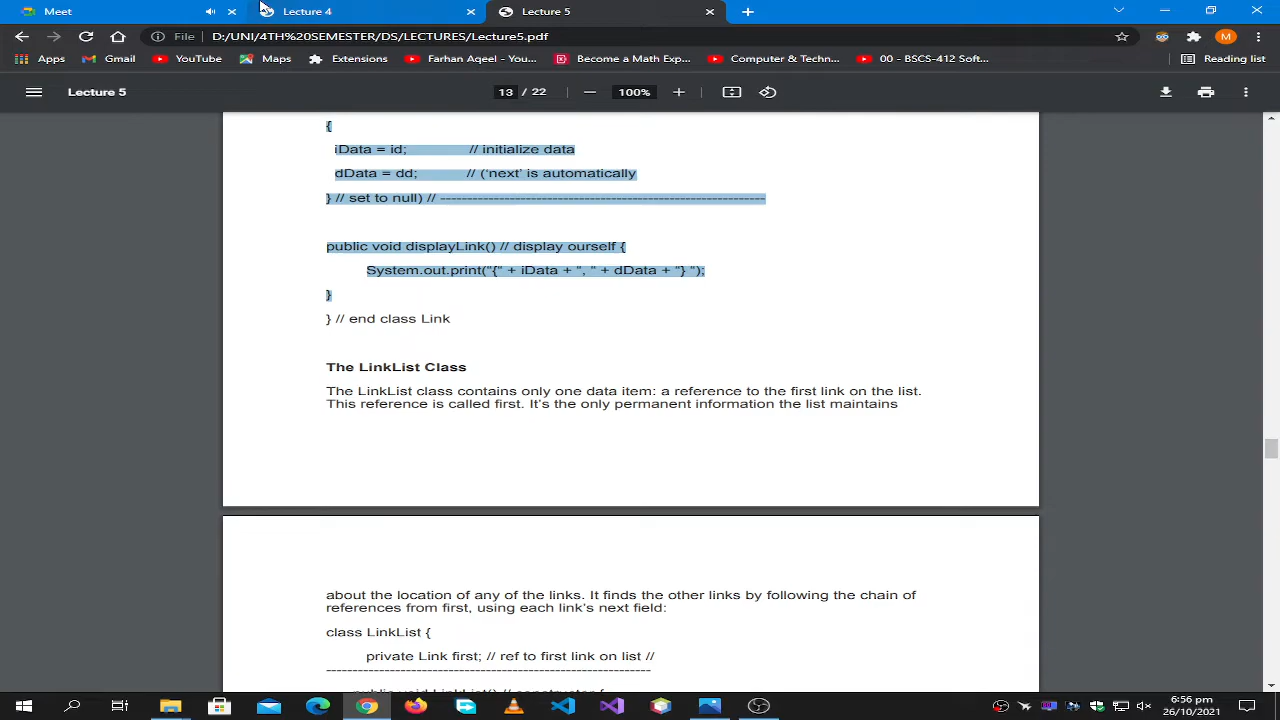 Meet
Lecture 4
Lecture 5
File
D:/UNI/4TH%20SEMESTER/DS/LECTURES/Lecture5.pdf
M
Apps
Gmail
YouTube
Maps
Extensions
Farhan Aqeel - You...
Become a Math Exp...
Computer & Techn...
00 - BSCS-412 Soft...
Reading list
Lecture 5
13 / 22
100%
{
iData = id; // initialize data
dData = dd; // (‘next’ is automatically
} // set to null) // ------------------------------------------------------------
public void displayLink() // display ourself {
System.out.print(“{” + iData + “, ” + dData + “} “);
}
} // end class Link
The LinkList Class
The LinkList class contains only one data item: a reference to the first link on the list.
This reference is called first. It’s the only permanent information the list maintains
about the location of any of the links. It finds the other links by following the chain of
references from first, using each link’s next field:
class LinkList {
private Link first; // ref to first link on list //
------------------------------------------------------------
public void LinkList() // constructor {
6:56 pm
26/10/2021